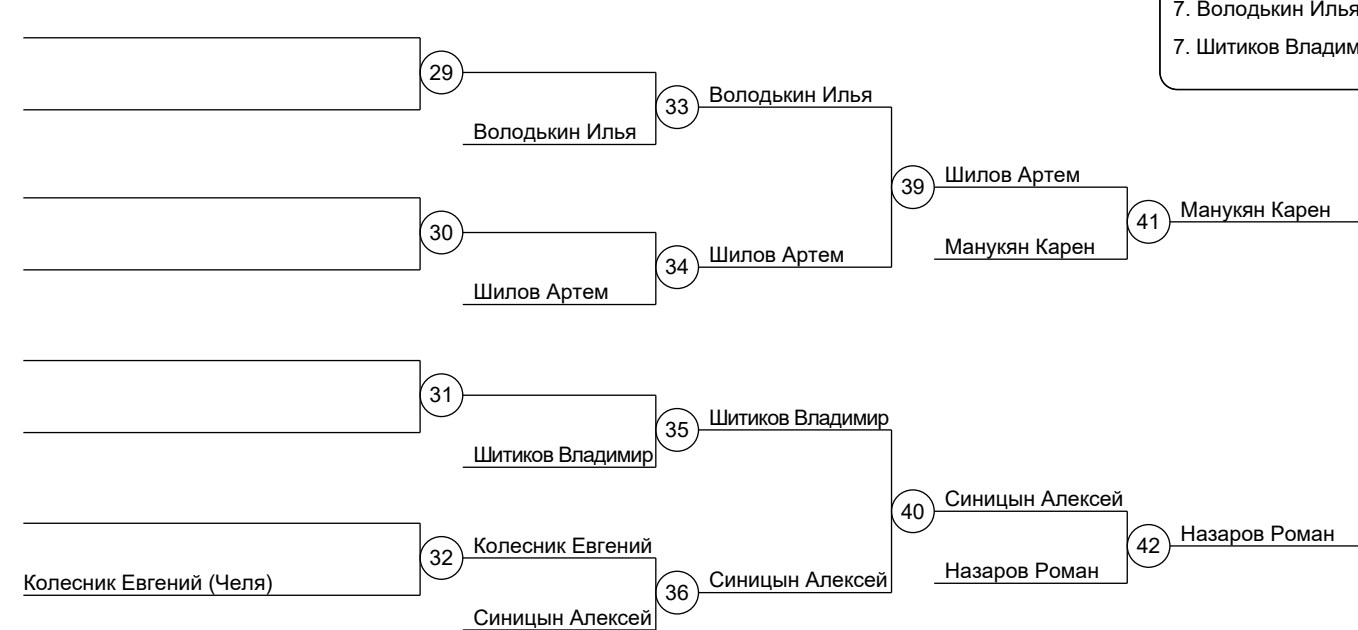 7. Володькин Илья
7. Шитиков Владим
29
33
Володькин Илья
Володькин Илья
39
Шилов Артем
41
Манукян Карен
30
34
Шилов Артем
Манукян Карен
Шилов Артем
31
35
Шитиков Владимир
Шитиков Владимир
40
Синицын Алексей
42
Назаров Роман
32
Колесник Евгений
36
Синицын Алексей
Назаров Роман
Колесник Евгений (Челя)
Синицын Алексей